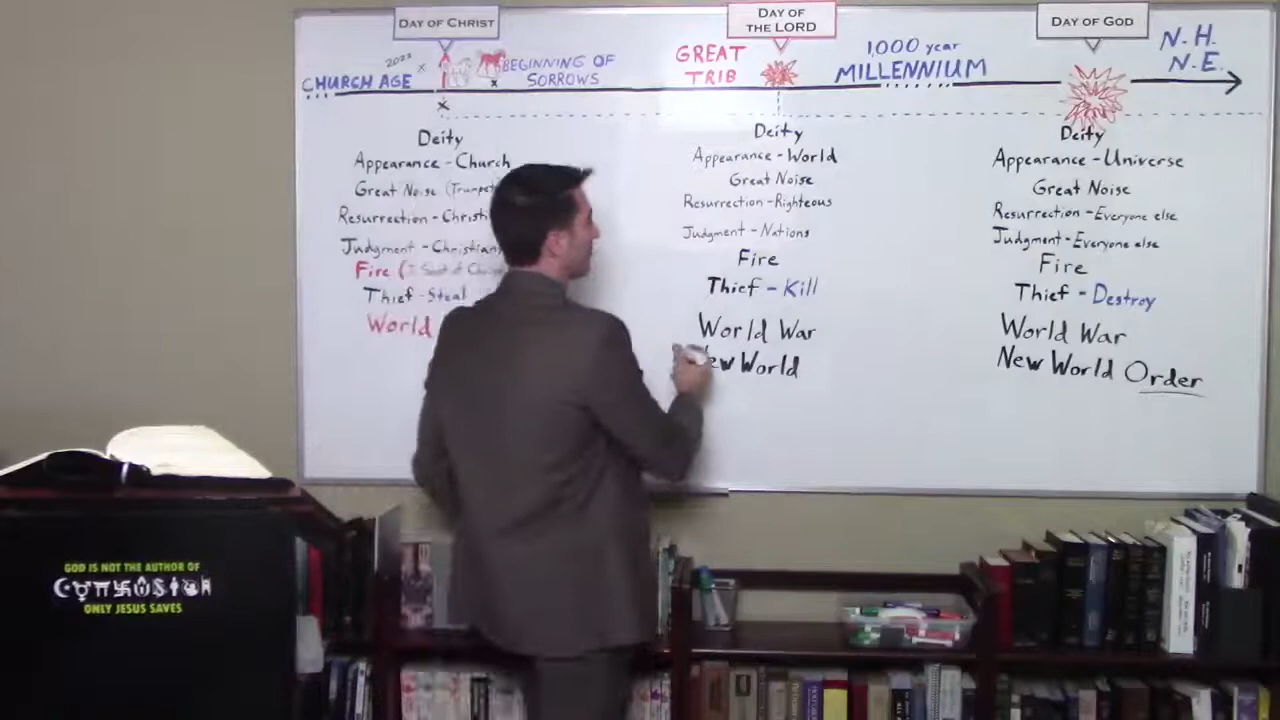 DAY OF CHRIST
DAY OF
THE LORD
DAY OF GOD
CHURCH AGE
BEGINNING OF
SORROWS
GREAT
TRIB
1,000 year
MILLENNIUM
N.H.
N.E.
Deity
Appearance - Church
Great Noise (Trumpet
Resurrection - Christi
Judgment - Christian
Fire (
Thief - Steal
World
Deity
Appearance - World
Great Noise
Resurrection - Righteous
Judgment - Nations
Fire
Thief - Kill
World War
New World
Deity
Appearance - Universe
Great Noise
Resurrection - Everyone else
Judgment - Everyone else
Fire
Thief - Destroy
World War
New World Order
GOD IS NOT THE AUTHOR OF
ONLY JESUS SAVES